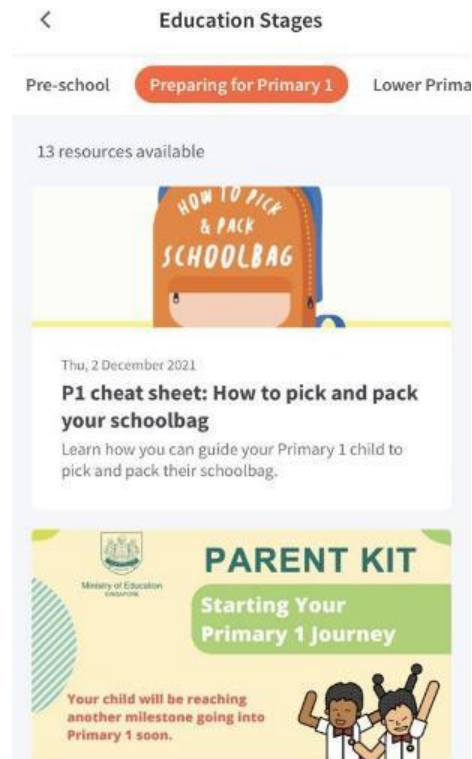 Education Stages
Pre-school Preparing for Primary 1 Lower Prima
13 resources available
HOW TO PICK
& PACK
SCHOOLBAG
Thu, 2 December 2021
P1 cheat sheet: How to pick and pack
your schoolbag
Learn how you can guide your Primary 1 child to
pick and pack their schoolbag.
Ministry of Education
SINGAPORE
PARENT KIT
Starting Your
Primary 1 Journey
Your child will be reaching
another milestone going into
Primary 1 soon.